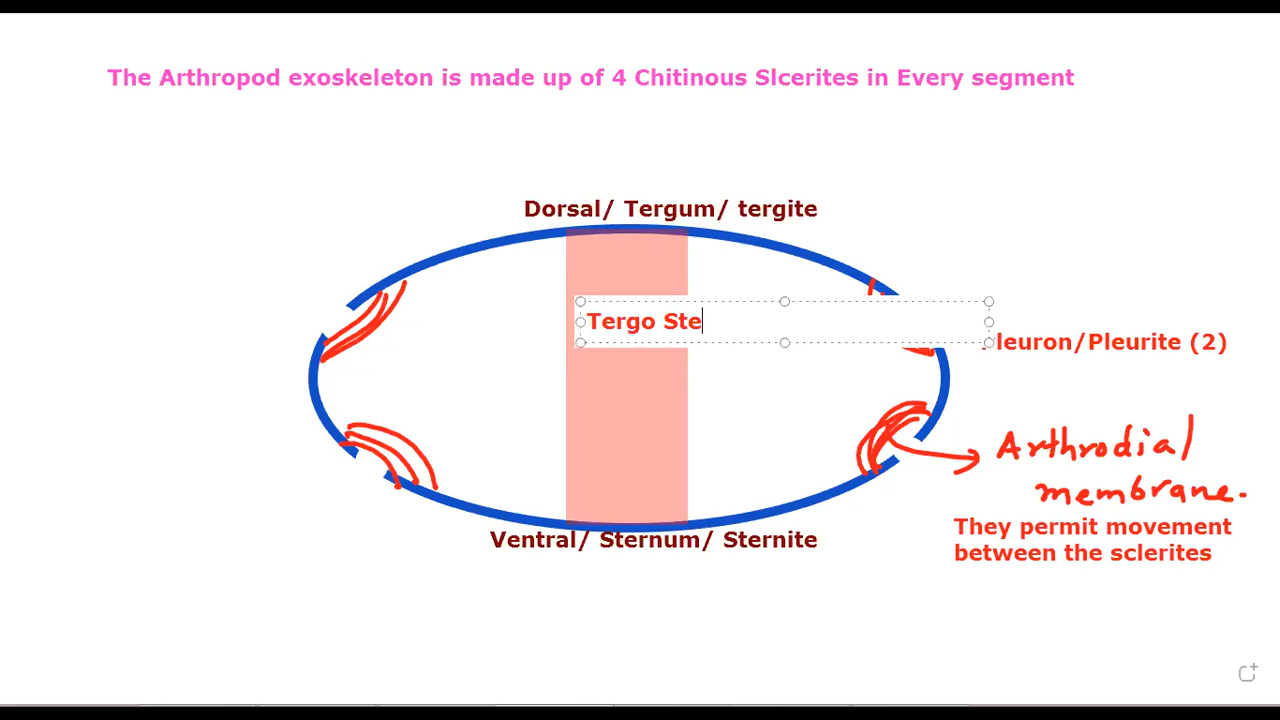 The Arthropod exoskeleton is made up of 4 Chitinous Slcerites in Every segment
Dorsal/ Tergum/ tergite
Tergo Ste
leuron/Pleurite (2)
Arthrodial
membrane.
They permit movement
between the sclerites
Ventral/ Sternum/ Sternite